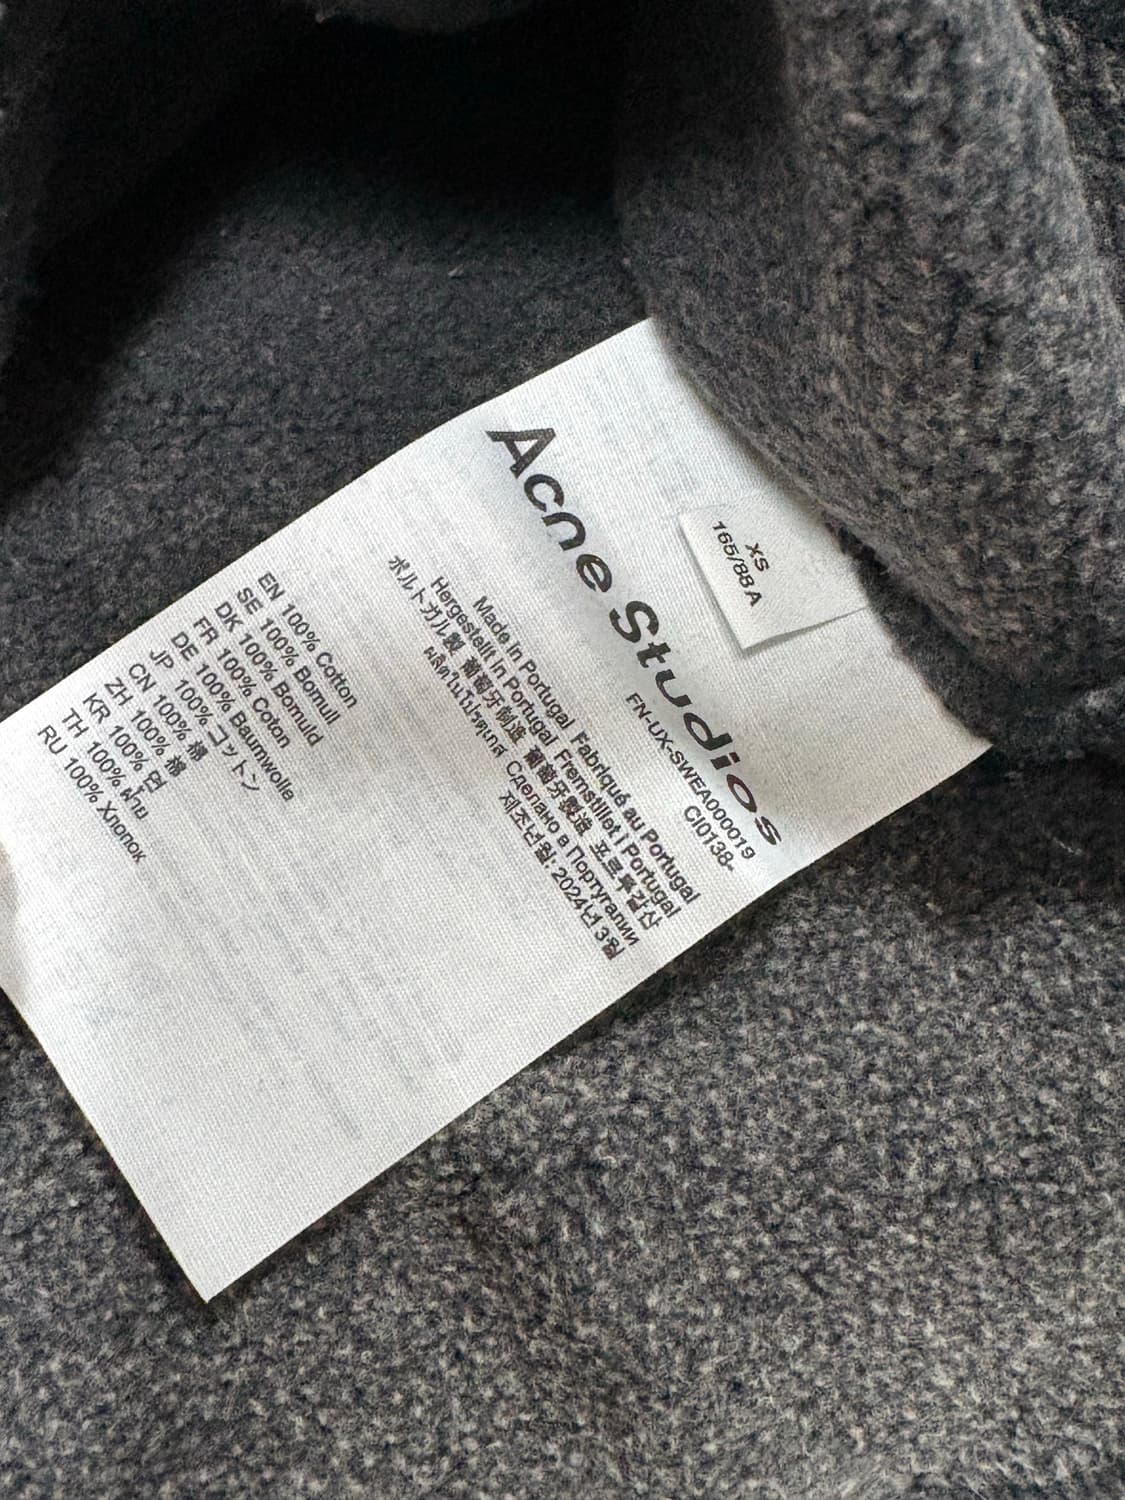 XS
165/88A
Acne Studios
FN-UX-SWEA000019
CI0138-
Made in Portugal Fabriqué au Portugal
Hergestellt in Portugal Fremstillet i Portugal
ポルトガル製 葡萄牙制造 葡萄牙製造 포르투갈산
ผลิตในโปรตุเกส Сделано в Португалии
제조년월: 2024년 3월
EN 100% Cotton
SE 100% Bomull
DK 100% Bomuld
FR 100% Coton
DE 100% Baumwolle
JP 100% コットン
CN 100% 棉
ZH 100% 棉
KR 100% 면
TH 100% ฝ้าย
RU 100% Хлопок